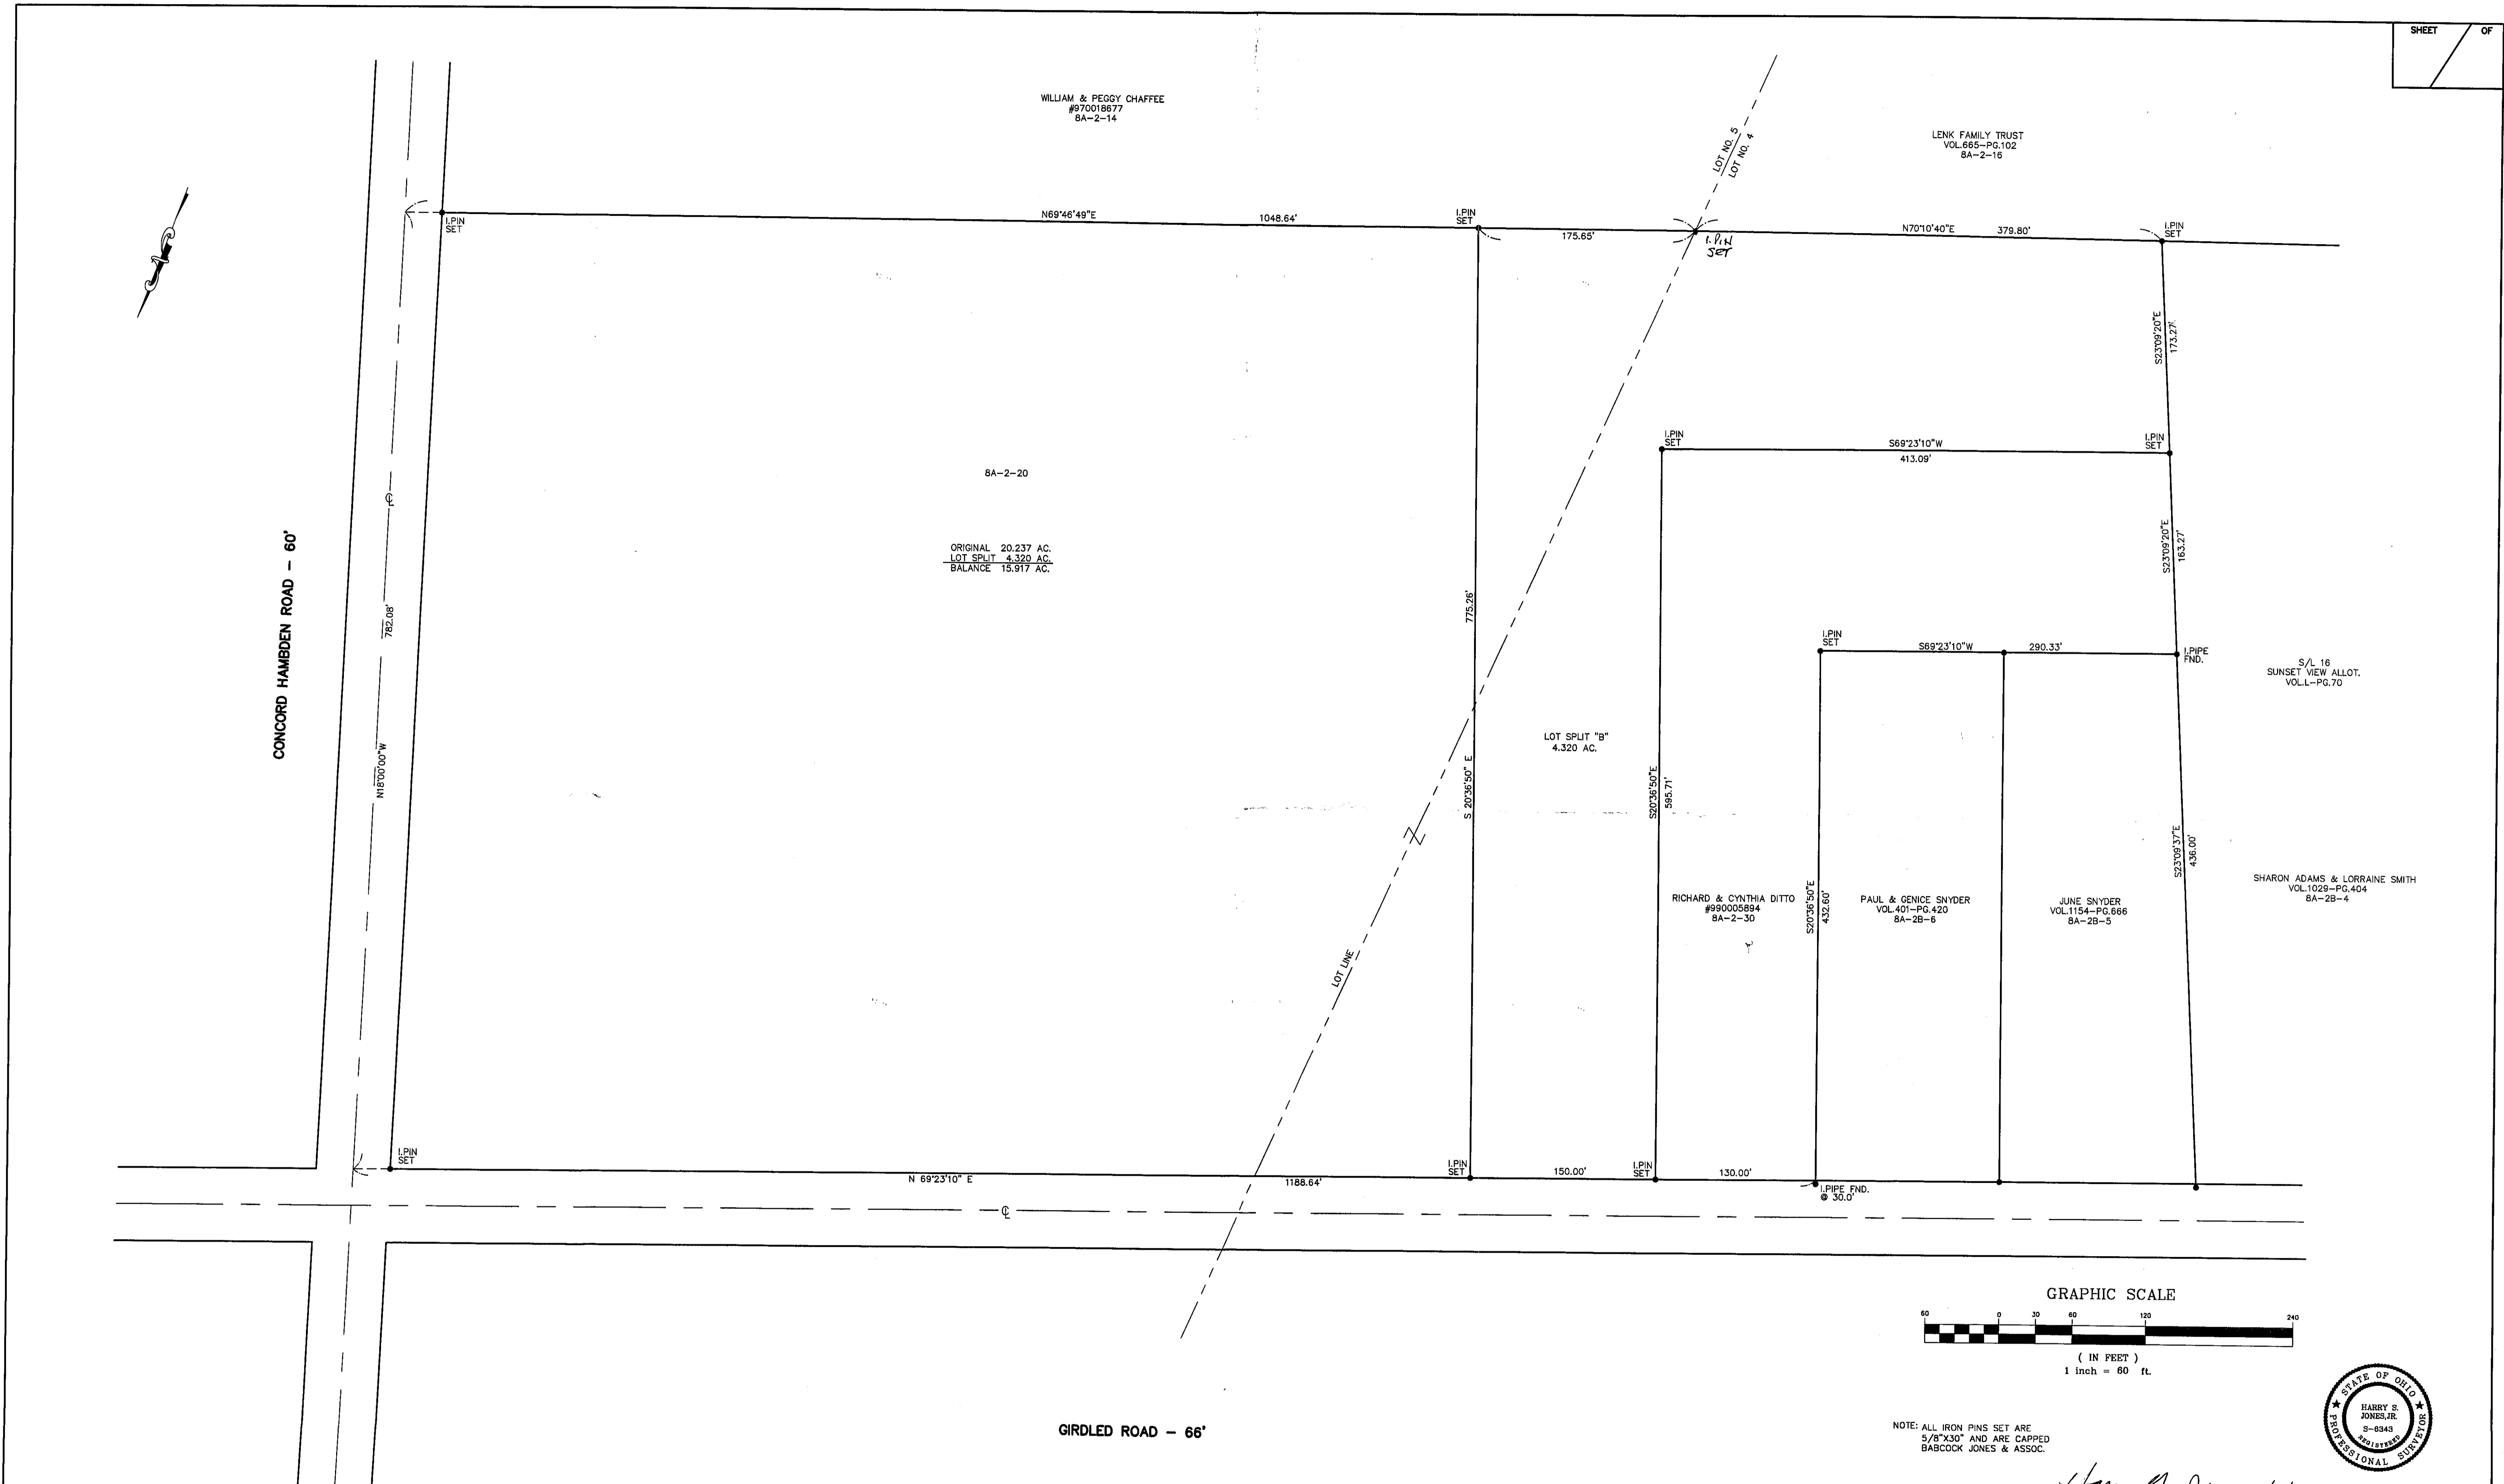 SHEET OF
WILLIAM & PEGGY CHAFFEE
#970018677
8A-2-14
LOT NO. 5
LOT NO. 4
LENK FAMILY TRUST
VOL.665-PG.102
8A-2-16
I.PIN
SET
N69°46'49"E
1048.64'
I.PIN
SET
175.65'
I.PIN
SET
N70°10'40"E
379.80'
I.PIN
SET
S23°09'20"E
173.27'
I.PIN
SET
S69°23'10"W
413.09'
I.PIN
SET
8A-2-20
℄
CONCORD HAMBDEN ROAD - 60'
ORIGINAL 20.237 AC.
LOT SPLIT 4.320 AC.
BALANCE 15.917 AC.
782.08'
N18°00'00"W
775.26'
S 20°36'50" E
S23°09'20"E
163.27'
I.PIN
SET
S69°23'10"W
290.33'
I.PIPE
FND.
S/L 16
SUNSET VIEW ALLOT.
VOL.L-PG.70
LOT SPLIT "B"
4.320 AC.
S20°36'50"E
595.71'
S23°09'37"E
436.00'
RICHARD & CYNTHIA DITTO
#990005894
8A-2-30
S20°36'50"E
432.60'
PAUL & GENICE SNYDER
VOL.401-PG.420
8A-2B-6
JUNE SNYDER
VOL.1154-PG.666
8A-2B-5
SHARON ADAMS & LORRAINE SMITH
VOL.1029-PG.404
8A-2B-4
LOT LINE
I.PIN
SET
N 69°23'10" E
1188.64'
I.PIN
SET
150.00'
I.PIN
SET
130.00'
I.PIPE FND.
@ 30.0'
℄
GRAPHIC SCALE
60 0 30 60 120 240
( IN FEET )
1 inch = 60 ft.
GIRDLED ROAD - 66'
NOTE: ALL IRON PINS SET ARE
5/8"X30" AND ARE CAPPED
BABCOCK JONES & ASSOC.
STATE OF OHIO
HARRY S.
JONES,JR.
S-6343
REGISTERED
PROFESSIONAL SURVEYOR